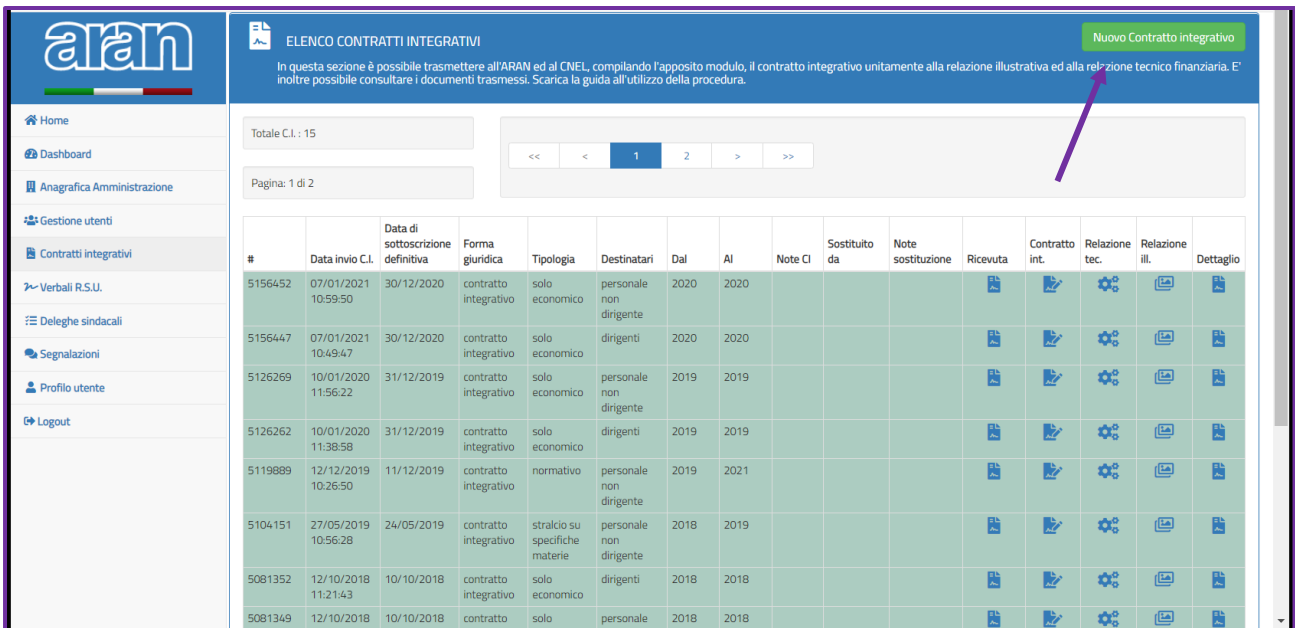 aran
ELENCO CONTRATTI INTEGRATIVI
Nuovo Contratto integrativo
In questa sezione è possibile trasmettere all'ARAN ed al CNEL, compilando l'apposito modulo, il contratto integrativo unitamente alla relazione illustrativa ed alla relazione tecnico finanziaria. E'
inoltre possibile consultare i documenti trasmessi. Scarica la guida all'utilizzo della procedura.
Home
Dashboard
Anagrafica Amministrazione
Gestione utenti
Contratti integrativi
Verbali R.S.U.
Deleghe sindacali
Segnalazioni
Profilo utente
Logout
Totale C.I. : 15
Pagina: 1 di 2
<< < 1 2 > >>
# Data invio C.I. Data di sottoscrizione definitiva Forma giuridica Tipologia Destinatari Dal Al Note CI Sostituito da Note sostituzione Ricevuta Contratto int. Relazione tec. Relazione ill. Dettaglio
5156452 07/01/2021 10:59:50 30/12/2020 contratto integrativo solo economico personale non dirigente 2020 2020
5156447 07/01/2021 10:49:47 30/12/2020 contratto integrativo solo economico dirigenti 2020 2020
5126269 10/01/2020 11:56:22 31/12/2019 contratto integrativo solo economico personale non dirigente 2019 2019
5126262 10/01/2020 11:38:58 31/12/2019 contratto integrativo solo economico dirigenti 2019 2019
5119889 12/12/2019 10:26:50 11/12/2019 contratto integrativo normativo personale non dirigente 2019 2021
5104151 27/05/2019 10:56:28 24/05/2019 contratto integrativo stralcio su specifiche materie personale non dirigente 2018 2019
5081352 12/10/2018 11:21:43 10/10/2018 contratto integrativo solo economico dirigenti 2018 2018
5081349 12/10/2018 10/10/2018 contratto solo personale 2018 2018